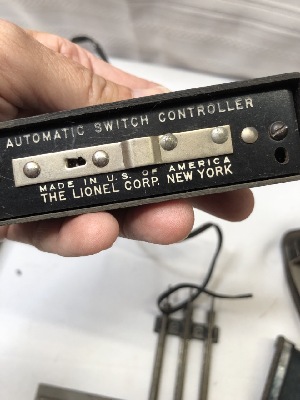 AUTOMATIC SWITCH CONTROLLER
MADE IN U.S. OF AMERICA
THE LIONEL CORP. NEW YORK